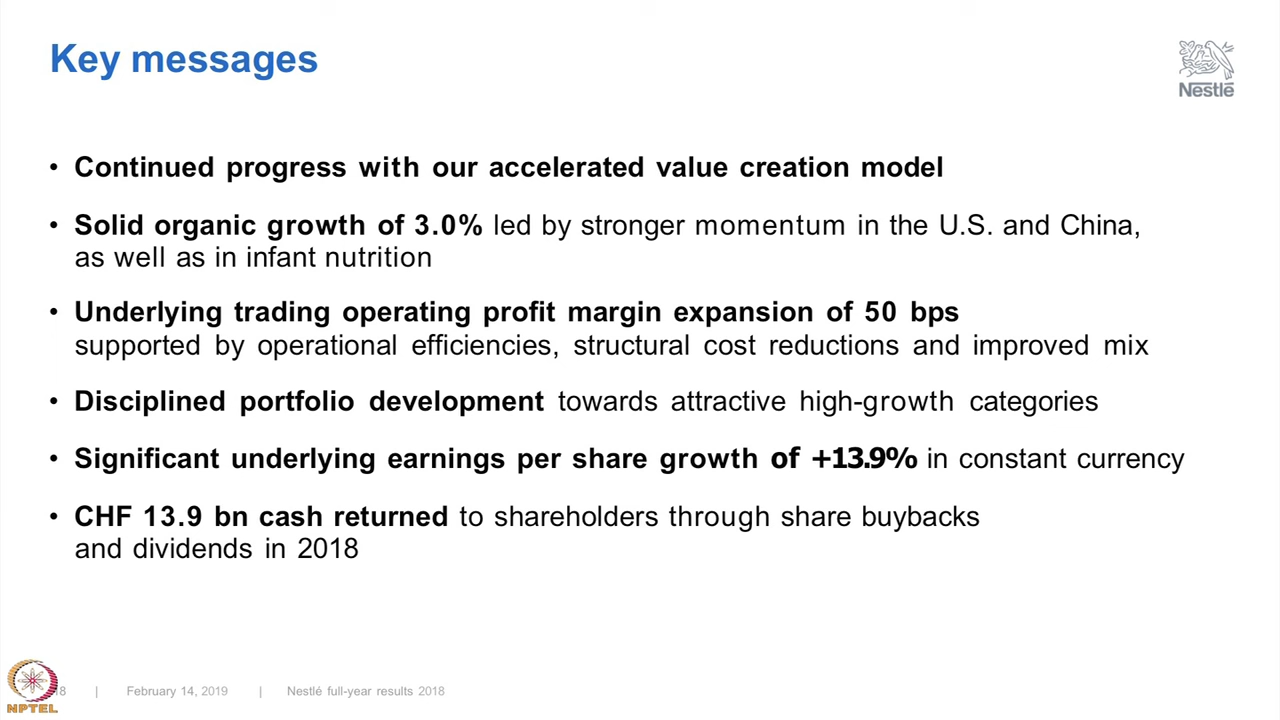 Key messages
Nestlé
• Continued progress with our accelerated value creation model
• Solid organic growth of 3.0% led by stronger momentum in the U.S. and China,
as well as in infant nutrition
• Underlying trading operating profit margin expansion of 50 bps
supported by operational efficiencies, structural cost reductions and improved mix
• Disciplined portfolio development towards attractive high-growth categories
• Significant underlying earnings per share growth of +13.9% in constant currency
• CHF 13.9 bn cash returned to shareholders through share buybacks
and dividends in 2018
8 | February 14, 2019 | Nestlé full-year results 2018
NPTEL